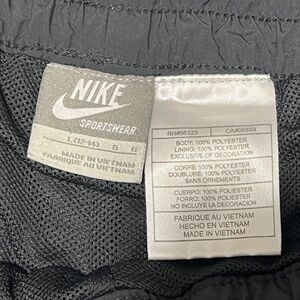 NIKE
SPORTSWEAR
L(12-14) G G
MADE IN VIETNAM
FABRIQUE AU VIETNAM
RN#56323 CA#05553
BODY: 100% POLYESTER
LINING: 100% POLYESTER
EXCLUSIVE OF DECORATION
CORPS: 100% POLYESTER
DOUBLURE: 100% POLYESTER
SANS ORNEMENTS
CUERPO: 100% POLIESTER
FORRO: 100% POLIESTER
NO INCLUYE LA DECORACION
FABRIQUE AU VIETNAM
HECHO EN VIETNAM
MADE IN VIETNAM